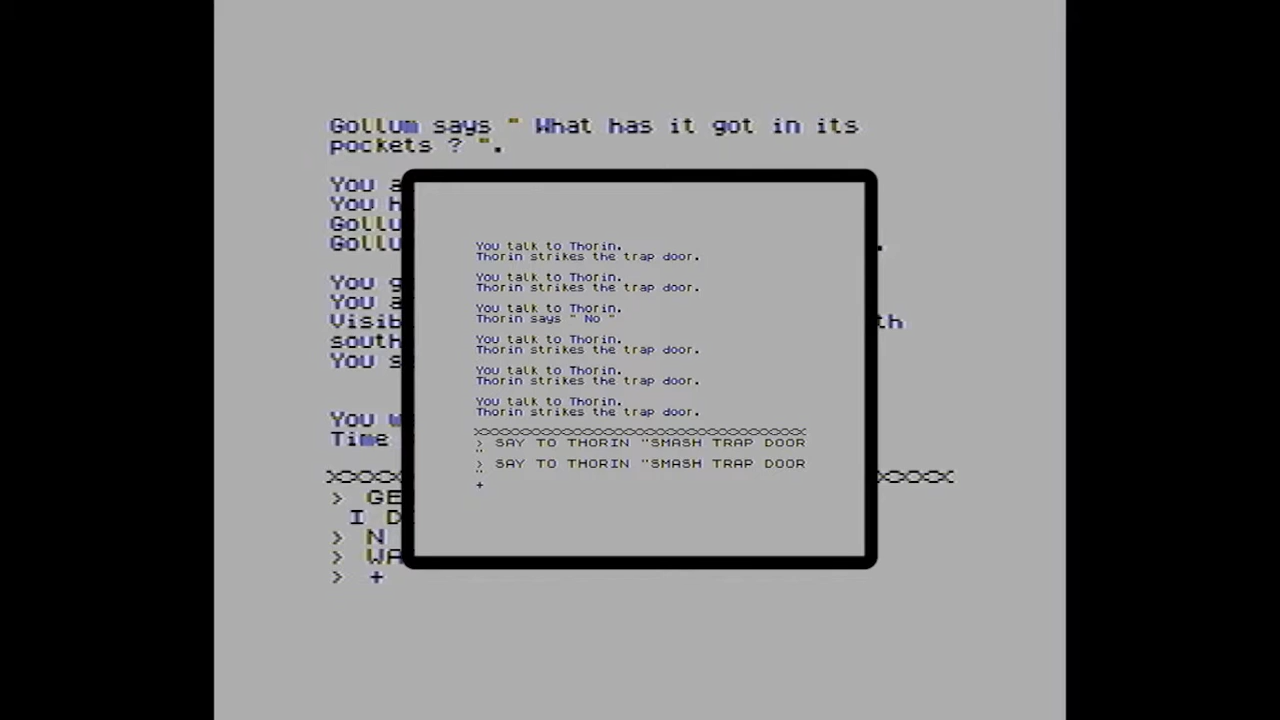 Gollum says " What has it got in its
pockets ? ".
You a
You h
Gollu
Gollu .
You g
You a
Visib th
south
You s
You w
Time
> GE
I D
> N
> WA
> +
You talk to Thorin.
Thorin strikes the trap door.
You talk to Thorin.
Thorin strikes the trap door.
You talk to Thorin.
Thorin says " No "
You talk to Thorin.
Thorin strikes the trap door.
You talk to Thorin.
Thorin strikes the trap door.
You talk to Thorin.
Thorin strikes the trap door.
> SAY TO THORIN "SMASH TRAP DOOR
"
> SAY TO THORIN "SMASH TRAP DOOR
"
+